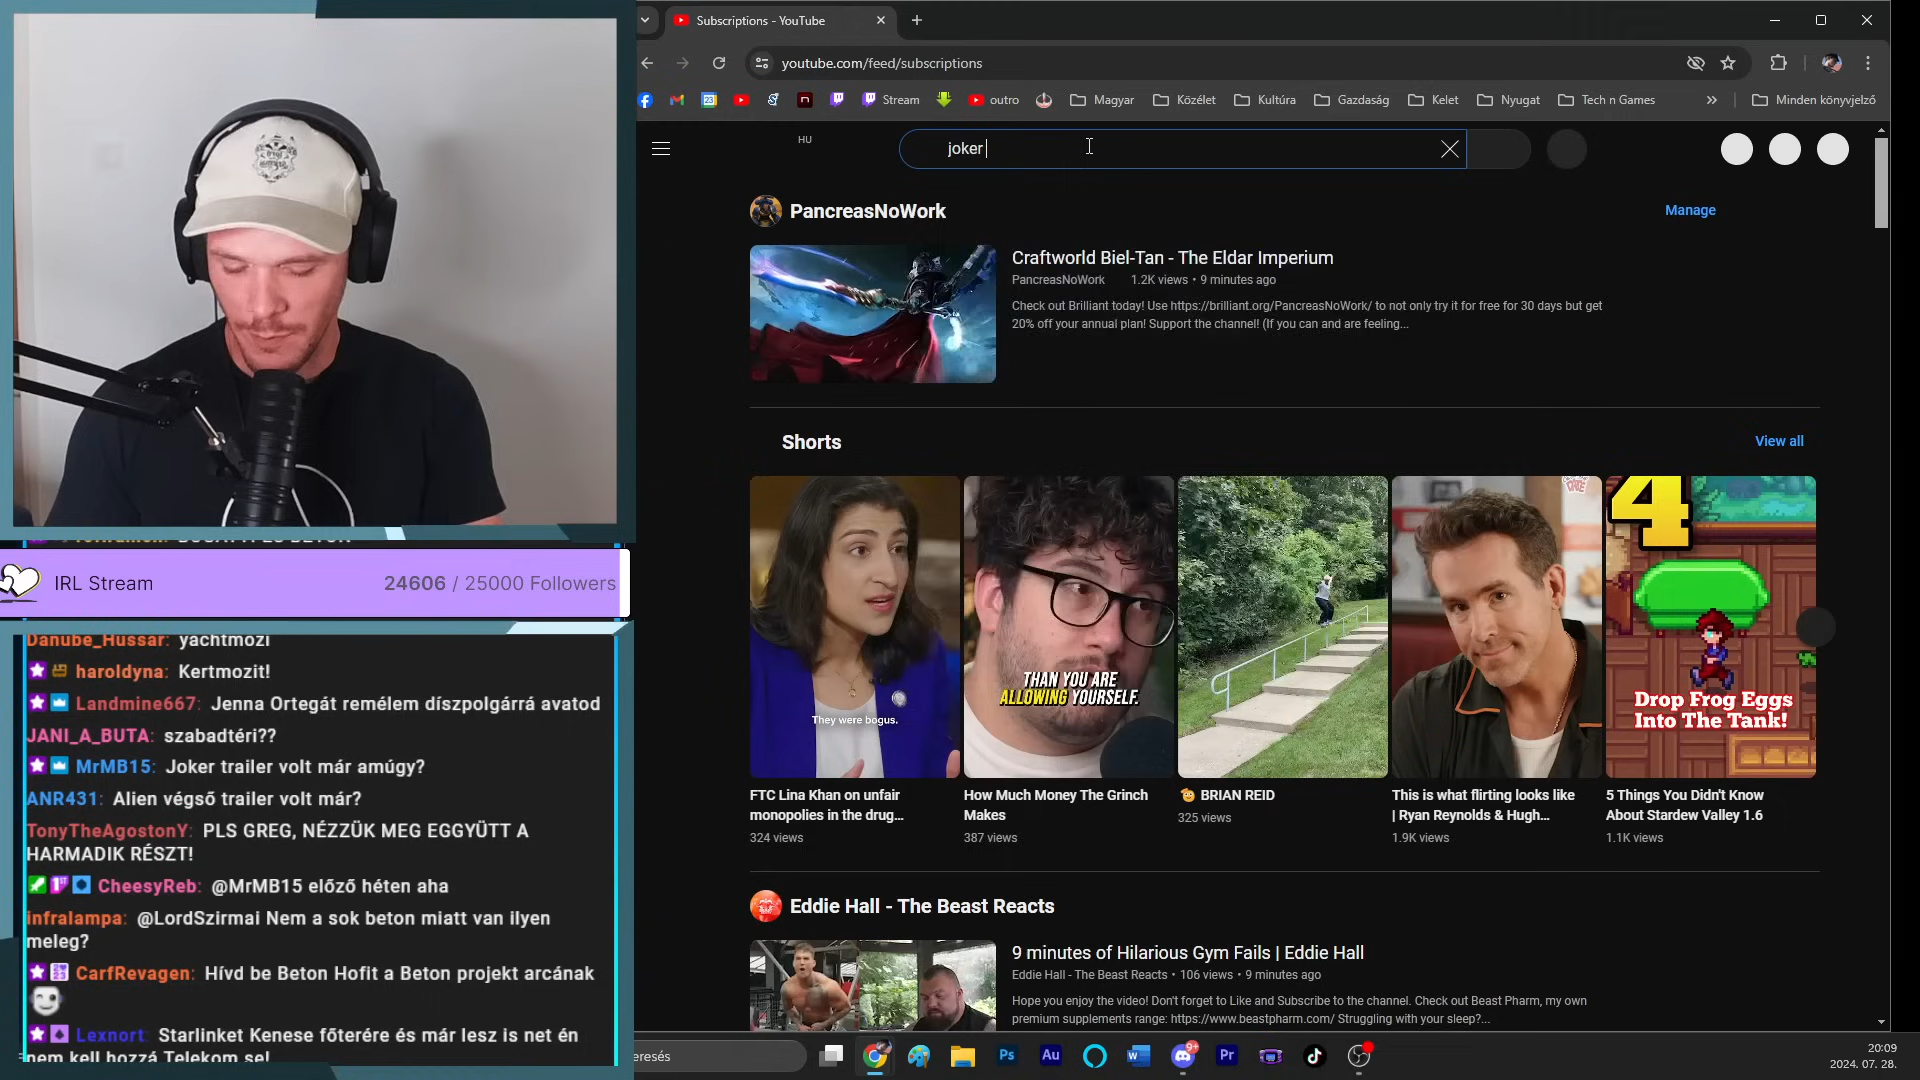 Subscriptions - YouTube
youtube.com/feed/subscriptions
Stream
outro
Magyar
Közélet
Kultúra
Gazdaság
Kelet
Nyugat
Tech n Games
Minden könyvjelző
HU
joker
PancreasNoWork
Manage
Craftworld Biel-Tan - The Eldar Imperium
PancreasNoWork 1.2K views • 9 minutes ago
Check out Brilliant today! Use https://brilliant.org/PancreasNoWork/ to not only try it for free for 30 days but get
20% off your annual plan! Support the channel! (If you can and are feeling...
Shorts
View all
They were bogus.
THAN YOU ARE
ALLOWING YOURSELF.
4
Drop Frog Eggs
Into The Tank!
FTC Lina Khan on unfair
monopolies in the drug...
324 views
How Much Money The Grinch
Makes
387 views
BRIAN REID
325 views
This is what flirting looks like
| Ryan Reynolds & Hugh...
1.9K views
5 Things You Didn't Know
About Stardew Valley 1.6
1.1K views
Eddie Hall - The Beast Reacts
9 minutes of Hilarious Gym Fails | Eddie Hall
Eddie Hall - The Beast Reacts • 106 views • 9 minutes ago
Hope you enjoy the video! Don't forget to Like and Subscribe to the channel. Check out Beast Pharm, my own
premium supplements range: https://www.beastpharm.com/ Struggling with your sleep?...
IRL Stream 24606 / 25000 Followers
Danube_Hussar: yachtmozi
haroldyna: Kertmozit!
Landmine667: Jenna Ortegát remélem díszpolgárrá avatod
JANI_A_BUTA: szabadtéri??
MrMB15: Joker trailer volt már amúgy?
ANR431: Alien végső trailer volt már?
TonyTheAgostonY: PLS GREG, NÉZZÜK MEG EGGYÜTT A
HARMADIK RÉSZT!
CheesyReb: @MrMB15 előző héten aha
infralampa: @LordSzirmai Nem a sok beton miatt van ilyen
meleg?
CarfRevagen: Hívd be Beton Hofit a Beton projekt arcának
Lexnort: Starlinket Kenese főterére és már lesz is net én
nem kell hozzá Telekom se!
eresés
Ps
Au
W
9+
Pr
20:09
2024. 07. 28.